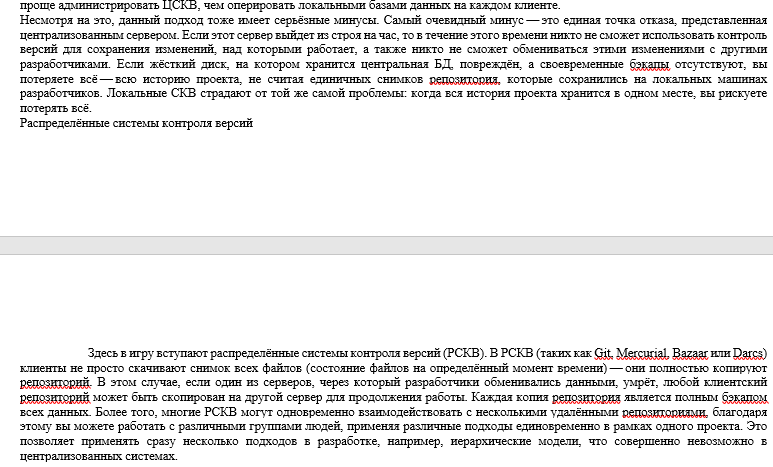 проще администрировать ЦСКВ, чем оперировать локальными базами данных на каждом клиенте.
Несмотря на это, данный подход тоже имеет серьёзные минусы. Самый очевидный минус — это единая точка отказа, представленная
централизованным сервером. Если этот сервер выйдет из строя на час, то в течение этого времени никто не сможет использовать контроль
версий для сохранения изменений, над которыми работает, а также никто не сможет обмениваться этими изменениями с другими
разработчиками. Если жёсткий диск, на котором хранится центральная БД, повреждён, а своевременные бэкапы отсутствуют, вы
потеряете всё — всю историю проекта, не считая единичных снимков репозитория, которые сохранились на локальных машинах
разработчиков. Локальные СКВ страдают от той же самой проблемы: когда вся история проекта хранится в одном месте, вы рискуете
потерять всё.
Распределённые системы контроля версий
Здесь в игру вступают распределённые системы контроля версий (РСКВ). В РСКВ (таких как Git, Mercurial, Bazaar или Darcs)
клиенты не просто скачивают снимок всех файлов (состояние файлов на определённый момент времени) — они полностью копируют
репозиторий. В этом случае, если один из серверов, через который разработчики обменивались данными, умрёт, любой клиентский
репозиторий может быть скопирован на другой сервер для продолжения работы. Каждая копия репозитория является полным бэкапом
всех данных. Более того, многие РСКВ могут одновременно взаимодействовать с несколькими удалёнными репозиториями, благодаря
этому вы можете работать с различными группами людей, применяя различные подходы единовременно в рамках одного проекта. Это
позволяет применять сразу несколько подходов в разработке, например, иерархические модели, что совершенно невозможно в
централизованных системах.